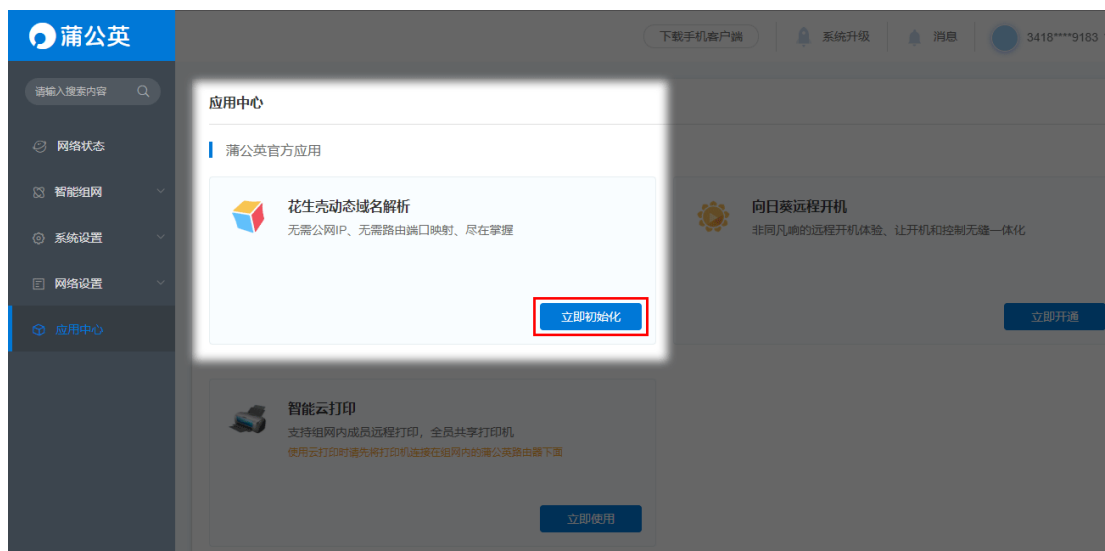 蒲公英
下载手机客户端
系统升级
消息
3418****9183
请输入搜索内容
网络状态
智能组网
系统设置
网络设置
应用中心
应用中心
蒲公英官方应用
花生壳动态域名解析
无需公网IP、无需路由端口映射、尽在掌握
立即初始化
向日葵远程开机
非同凡响的远程开机体验、让开机和控制无缝一体化
立即开通
智能云打印
支持组网内成员远程打印，全员共享打印机
使用云打印时请先将打印机连接在组网内的蒲公英路由器下面
立即使用